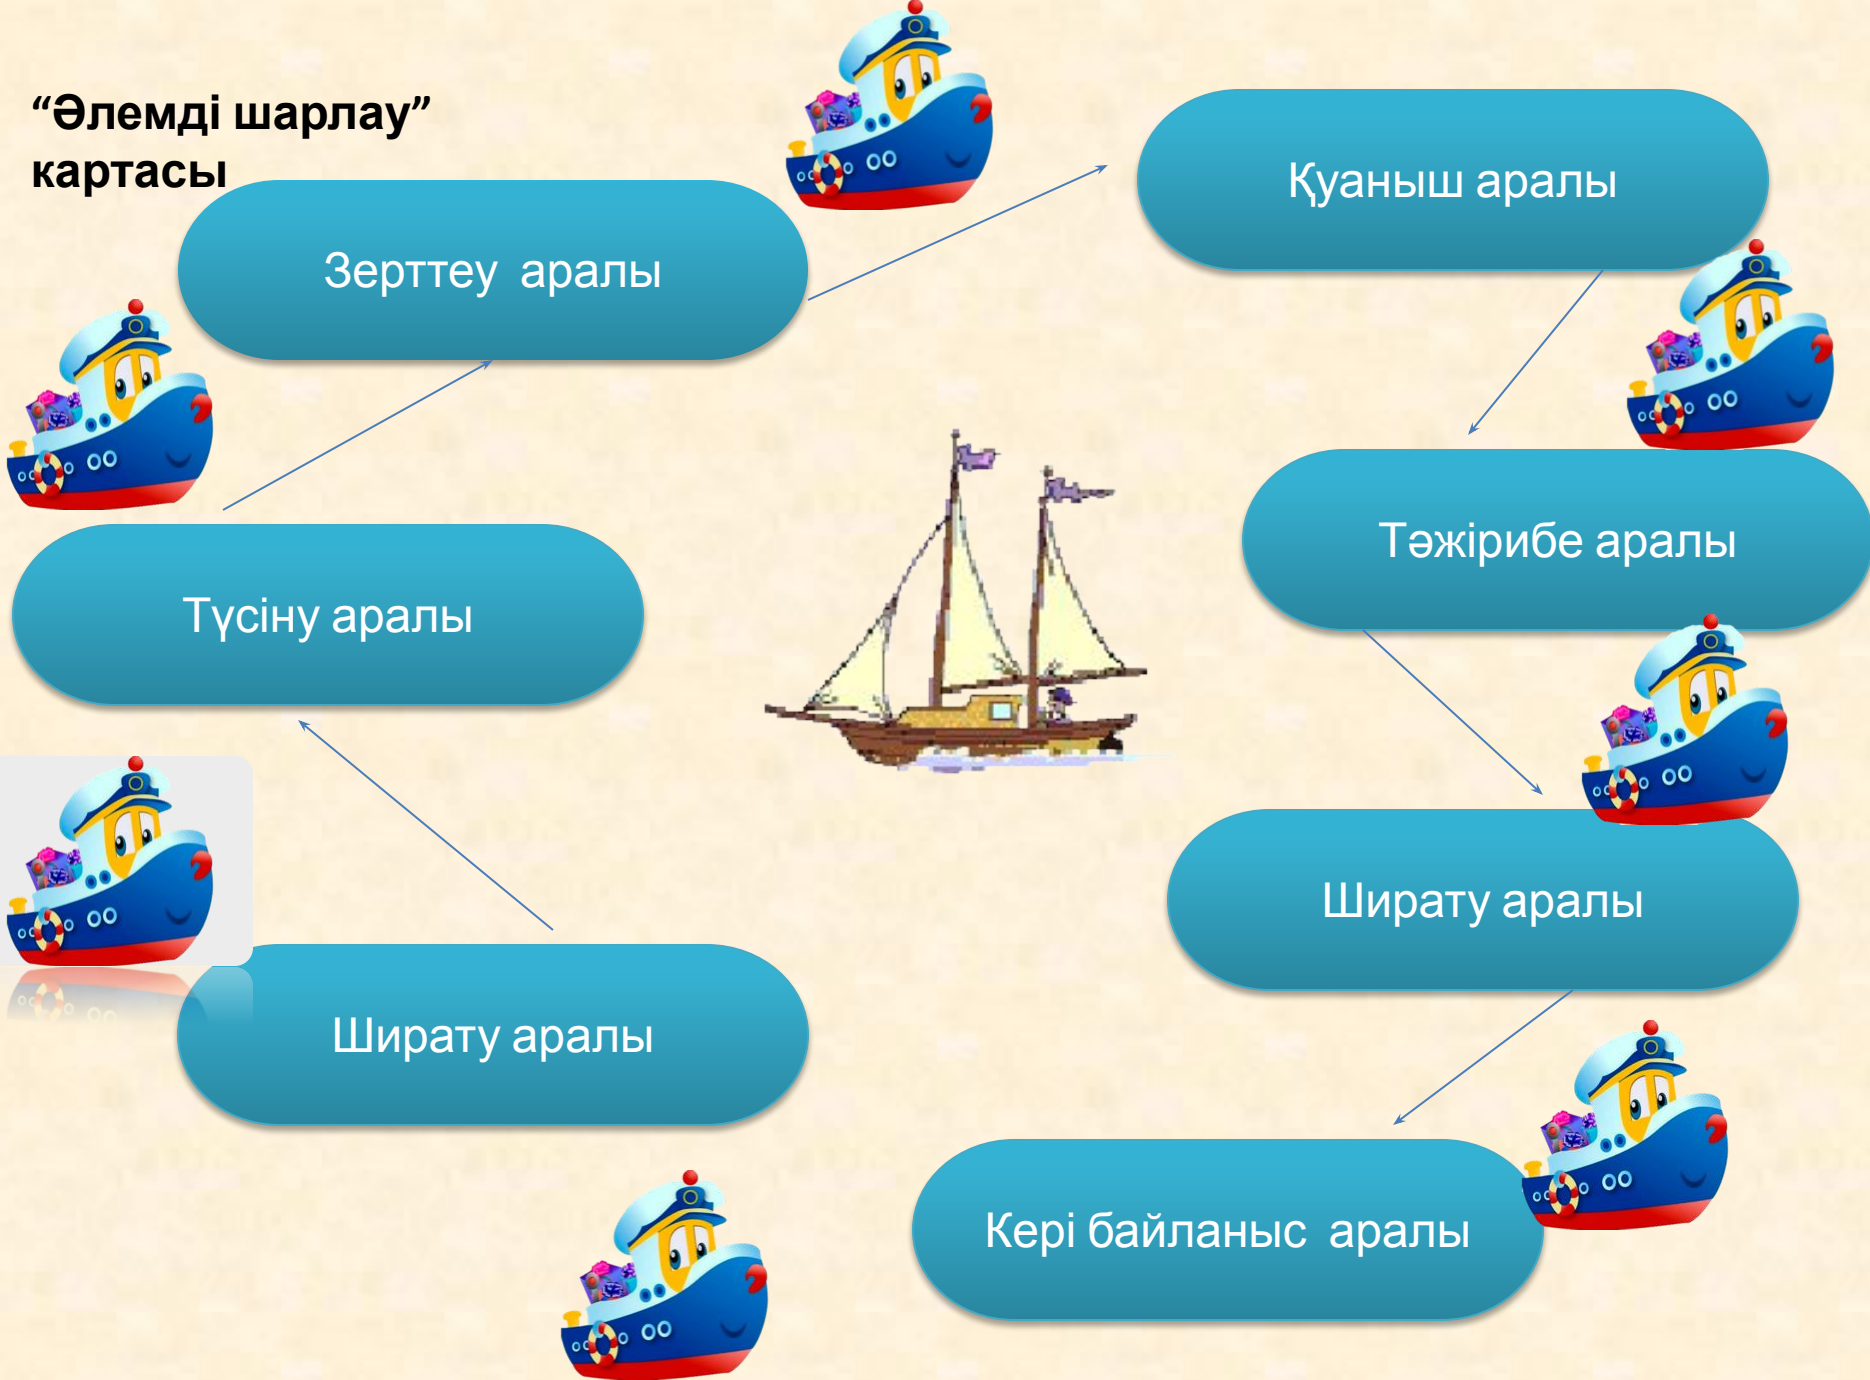 “Әлемді шарлау”
картасы
Зерттеу аралы
Қуаныш аралы
Түсіну аралы
Тәжірибе аралы
Ширату аралы
Ширату аралы
Кері байланыс аралы